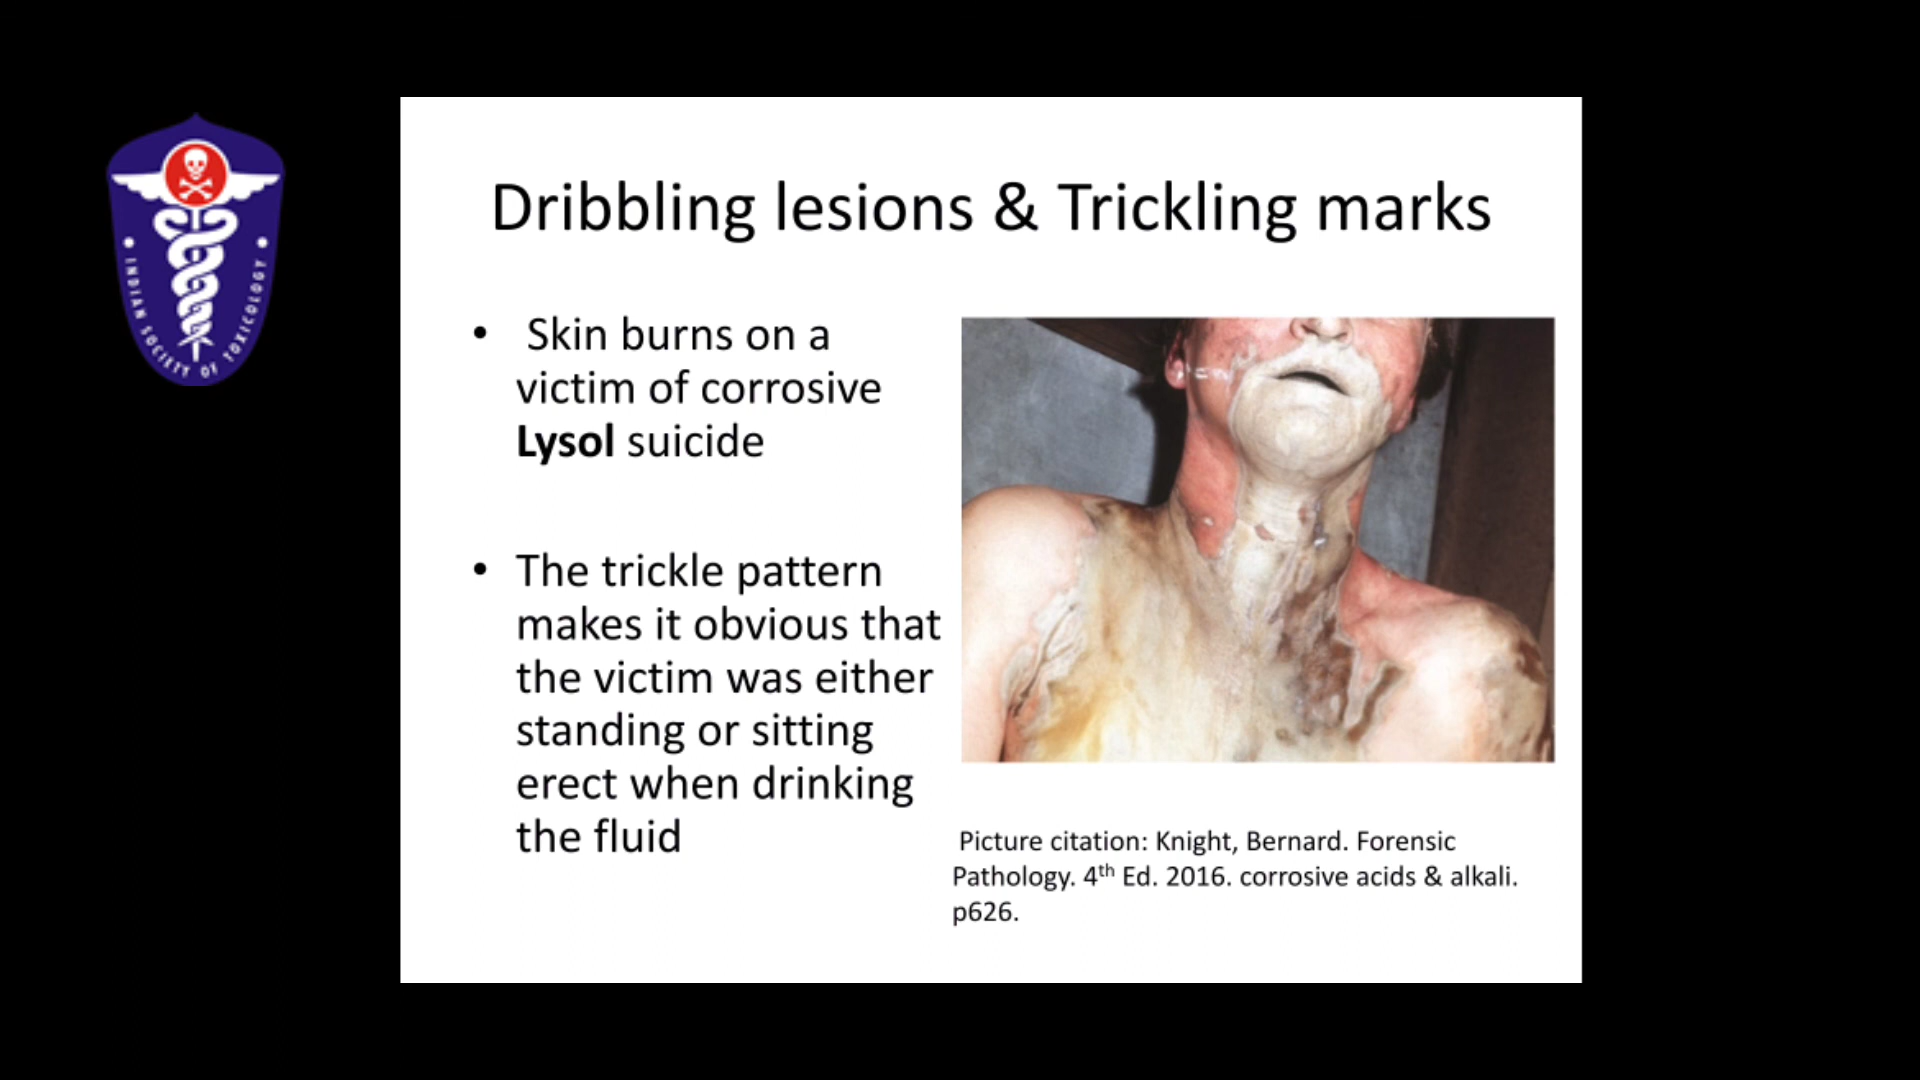 INDIAN SOCIETY OF TOXICOLOGY
Dribbling lesions & Trickling marks
• Skin burns on a
victim of corrosive
Lysol suicide
• The trickle pattern
makes it obvious that
the victim was either
standing or sitting
erect when drinking
the fluid
Picture citation: Knight, Bernard. Forensic
Pathology. 4th Ed. 2016. corrosive acids & alkali.
p626.